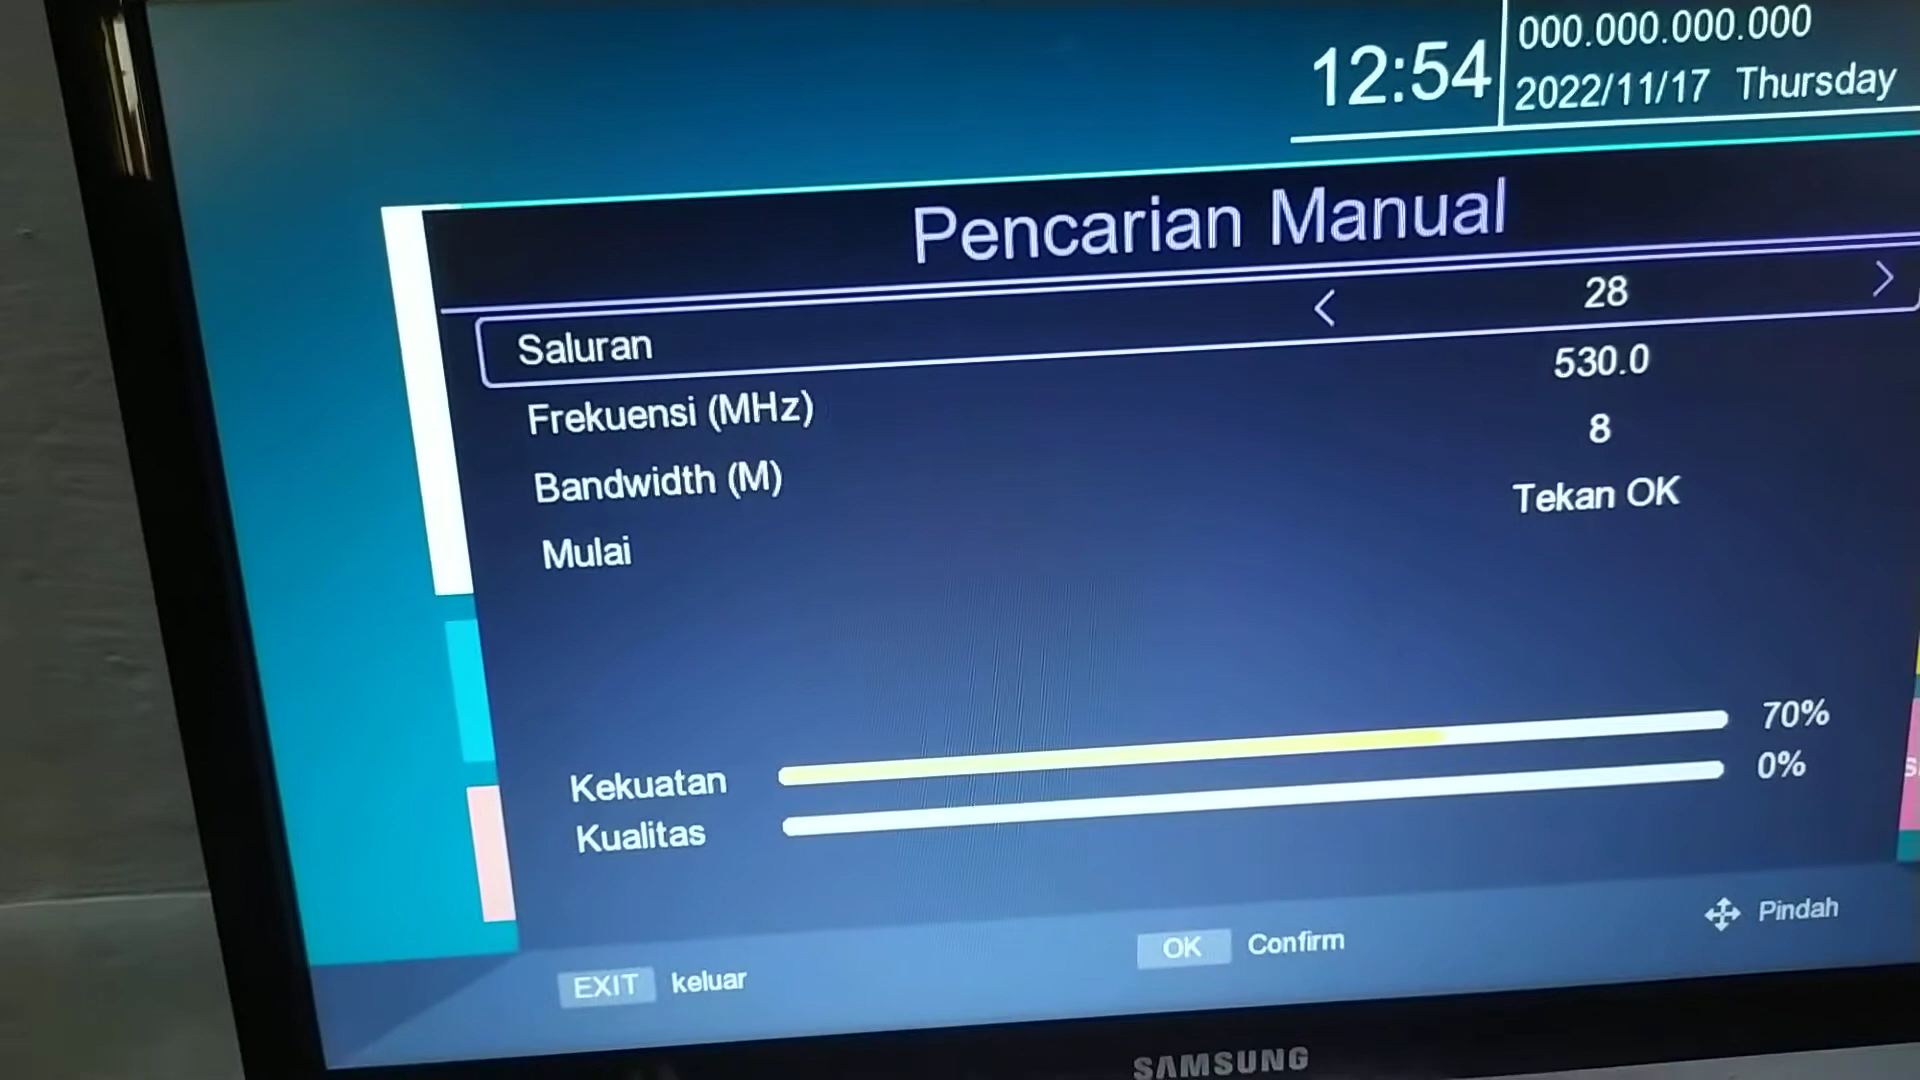 12:54
000.000.000.000
2022/11/17 Thursday
Pencarian Manual
Saluran < 28 >
Frekuensi (MHz) 530.0
Bandwidth (M) 8
Mulai Tekan OK
Kekuatan 70%
Kualitas 0%
EXIT keluar OK Confirm Pindah
SAMSUNG